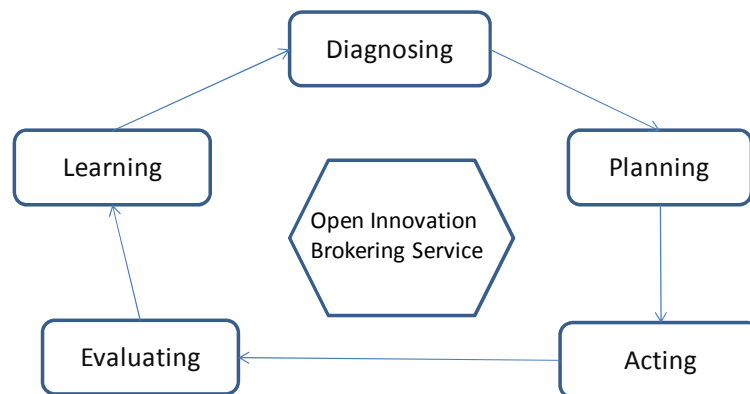 Diagnosing
Learning
Planning
Open Innovation
Brokering Service
Evaluating
Acting